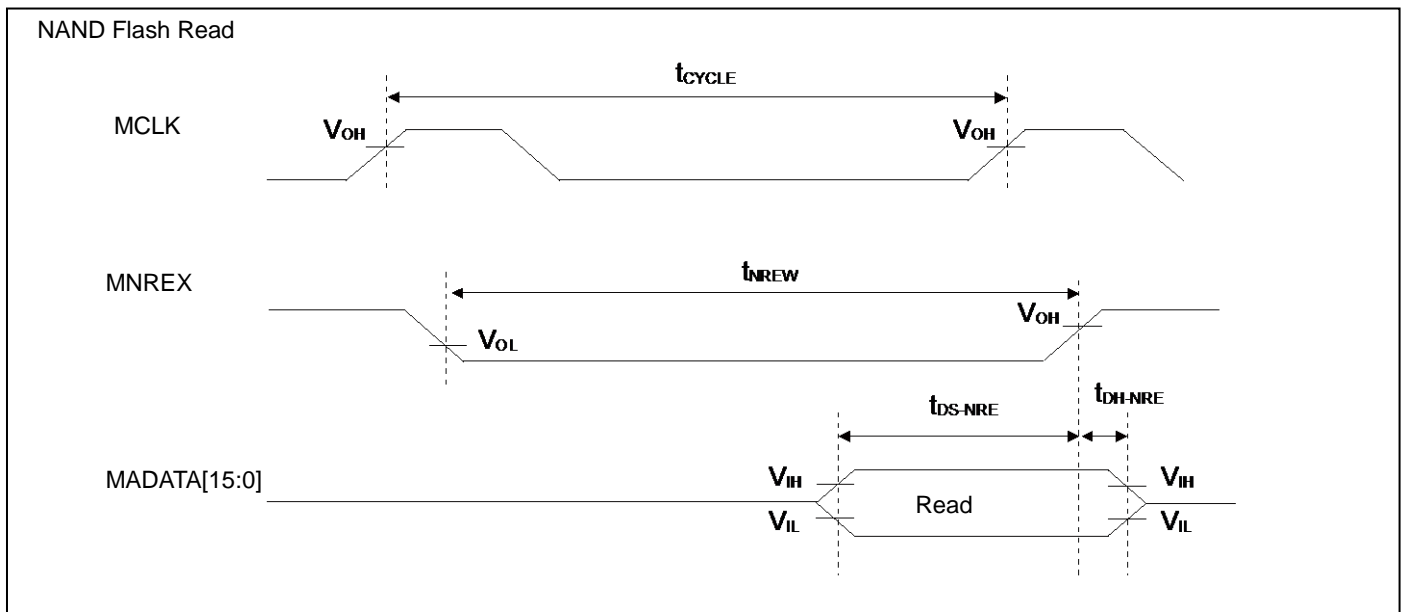 NAND Flash Read
tCYCLE
MCLK
VOH
VOH
MNREX
tNREW
VOL
VOH
tDS-NRE
tDH-NRE
MADATA[15:0]
VIH
VIL
Read
VIH
VIL